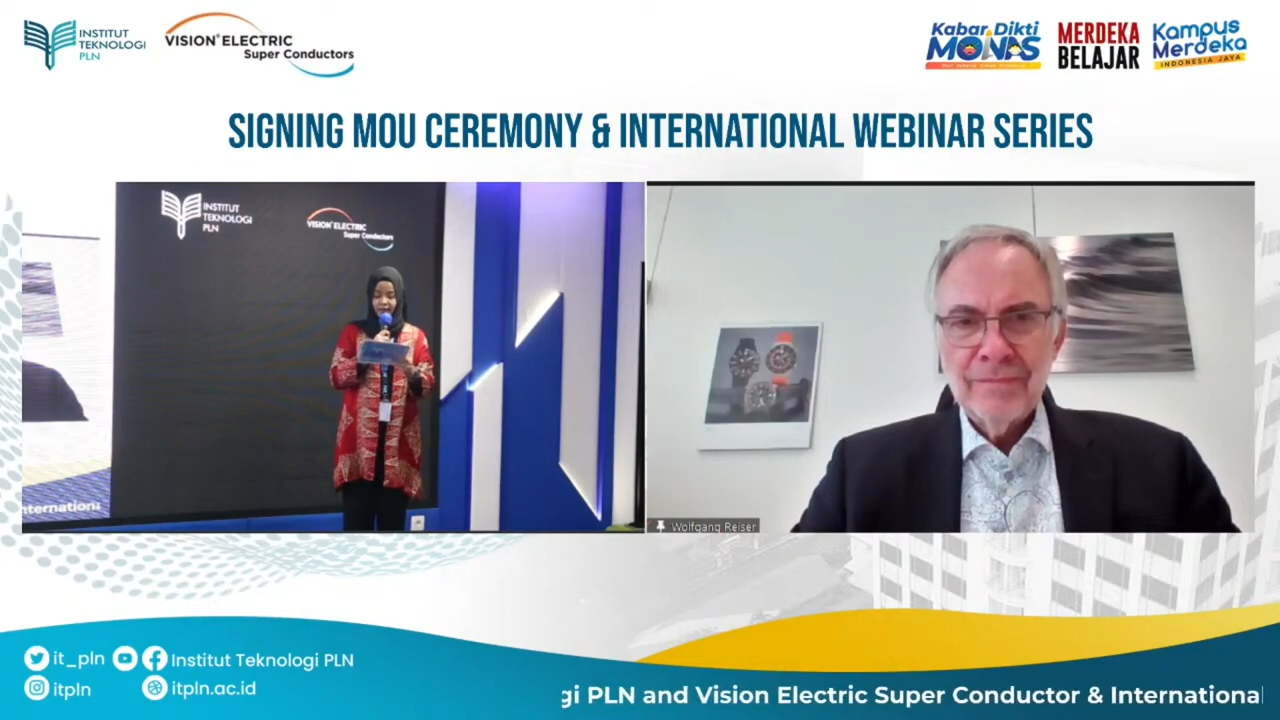 INSTITUT
TEKNOLOGI
PLN
VISION® ELECTRIC
Super Conductors
Kabar Dikti
MONAS
MERDEKA
BELAJAR
Kampus
Merdeka
INDONESIA JAYA
SIGNING MOU CEREMONY & INTERNATIONAL WEBINAR SERIES
INSTITUT
TEKNOLOGI
PLN
VISION® ELECTRIC
Super Conductors
nternationa
Wolfgang Reiser
it_pln
Institut Teknologi PLN
itpln
itpln.ac.id
gi PLN and Vision Electric Super Conductor & International